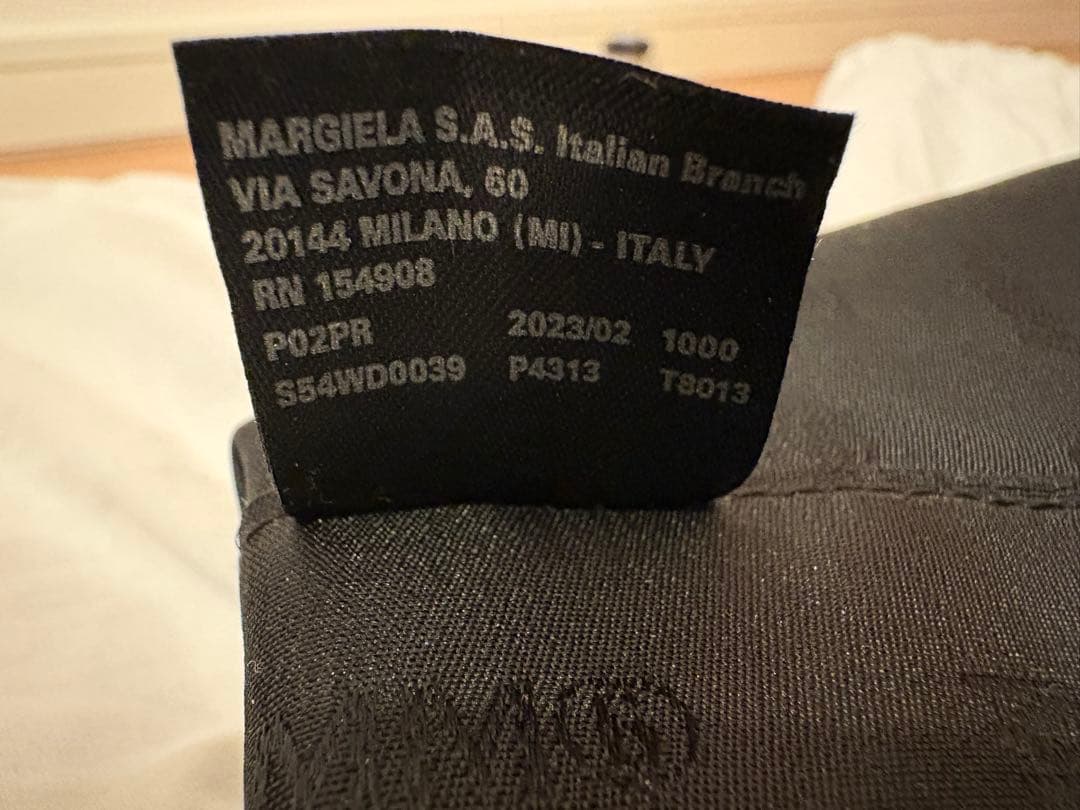 MARGIELA S.A.S. Italian Branch
VIA SAVONA, 60
20144 MILANO (MI) - ITALY
RN 154908
P02PR 2023/02 1000
S54WD0039 P4313 T8013